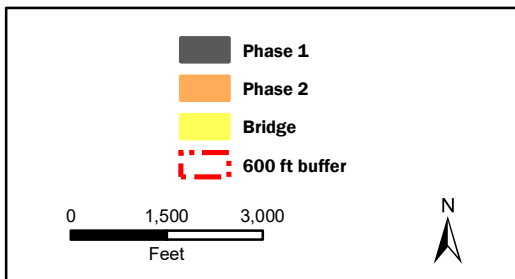 Phase 1
Phase 2
Bridge
600 ft buffer
0 1,500 3,000
Feet
N